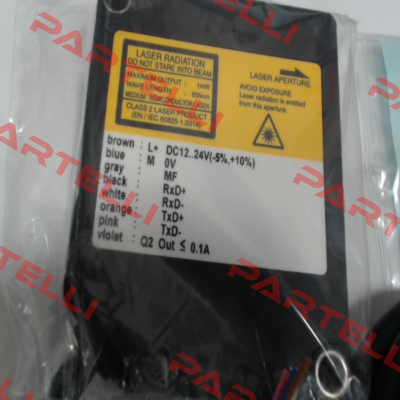 LASER RADIATION
DO NOT STARE INTO BEAM
MAXIMUM OUTPUT : 1mW
WAVE LENGTH : 655nm
MEDIUM : SEMICONDUCTOR LASER
CLASS 2 LASER PRODUCT
(EN / IEC 60825-1:2014)
LASER APERTURE
AVOID EXPOSURE
Laser radiation is emitted
from this aperture.
brown : L+ DC12..24V(-5%,+10%)
blue : M 0V
gray : MF
black : RxD+
white : RxD-
orange : TxD+
pink : TxD-
violet : Q2 Out ≤ 0.1A
PARTELLI
PARTELLI
PARTELLI
PARTELLI
PARTELLI